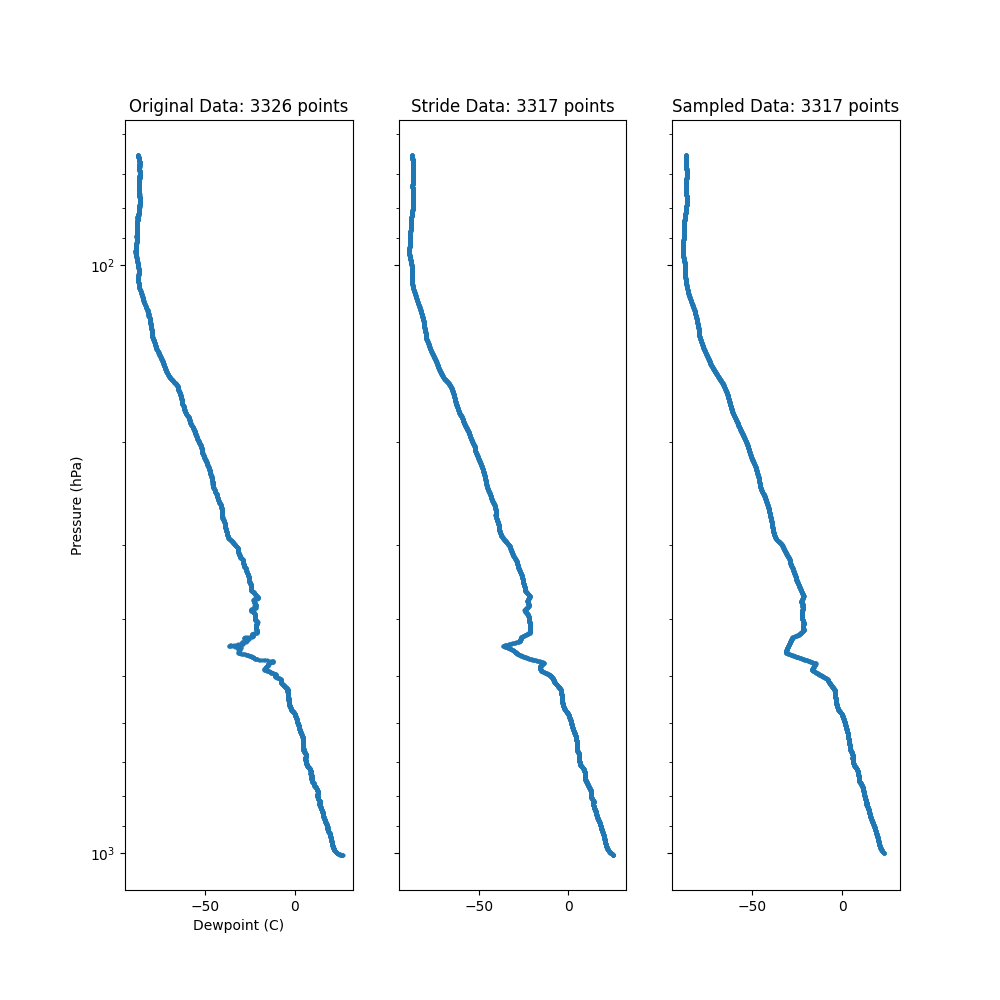 Original Data: 3326 points
Stride Data: 3317 points
Sampled Data: 3317 points
Pressure (hPa)
10²
10³
−50 0
−50 0
−50 0
Dewpoint (C)